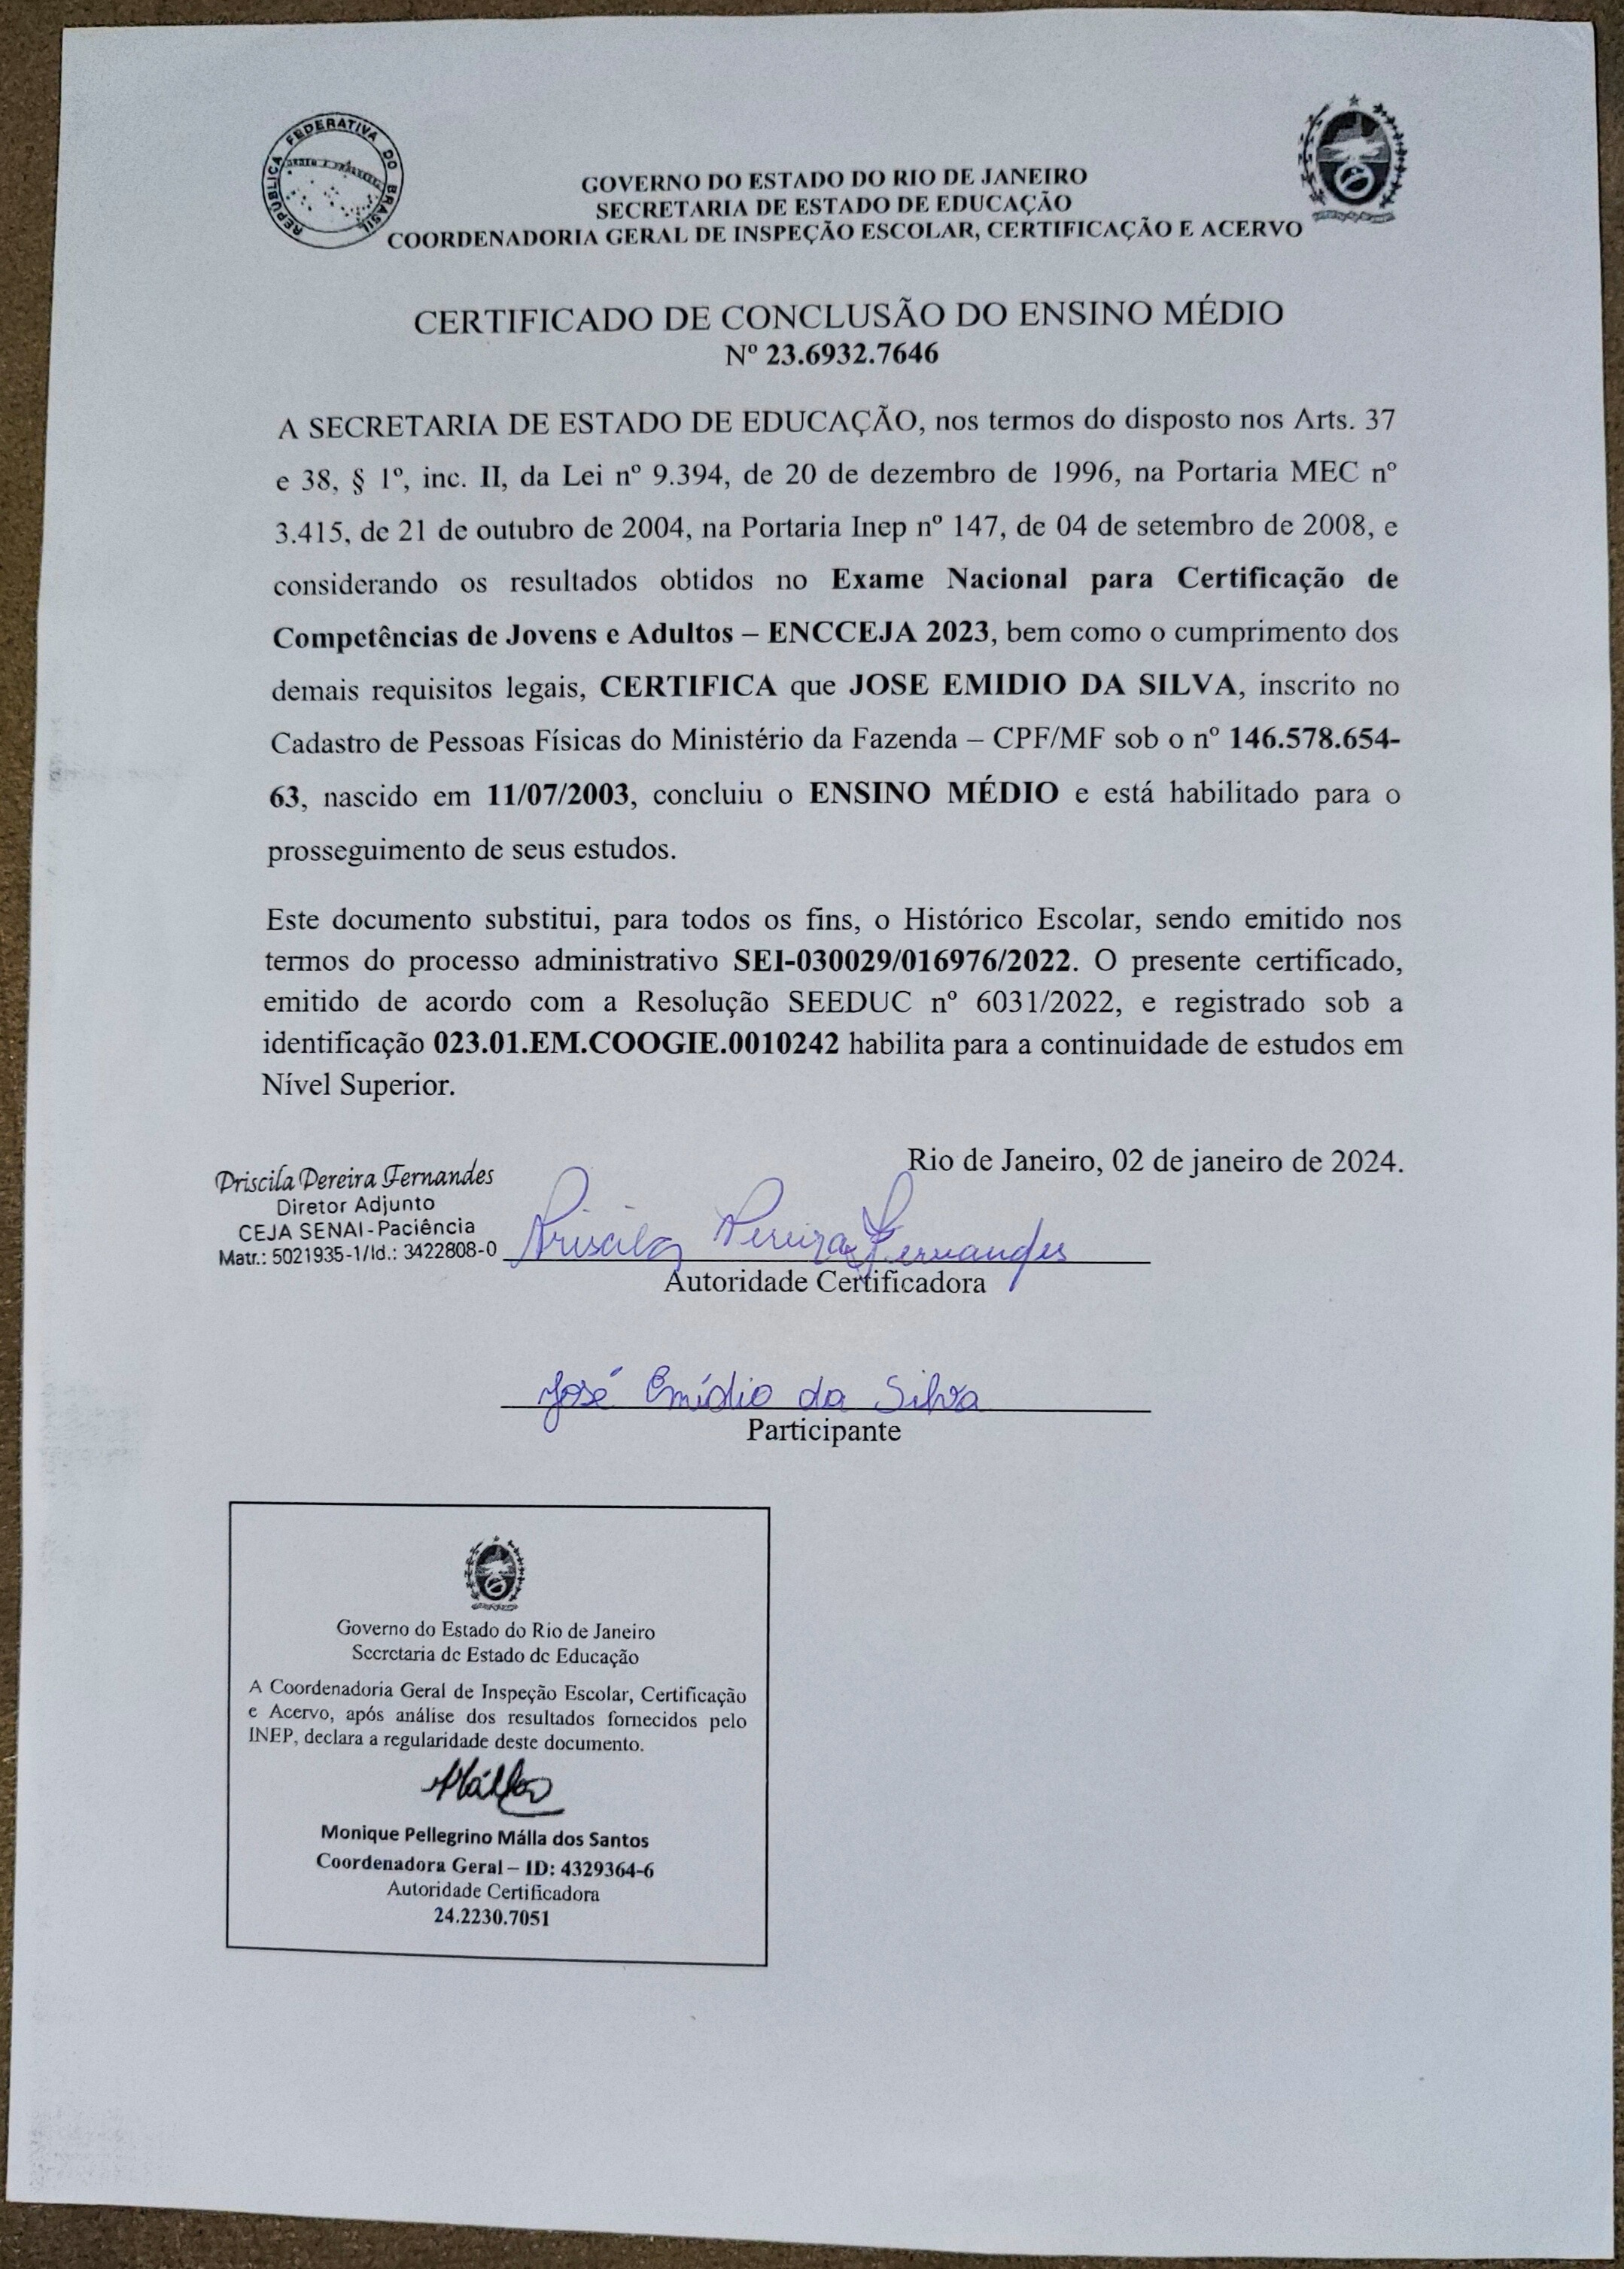 REPÚBLICA FEDERATIVA DO BRASIL
GOVERNO DO ESTADO DO RIO DE JANEIRO
SECRETARIA DE ESTADO DE EDUCAÇÃO
COORDENADORIA GERAL DE INSPEÇÃO ESCOLAR, CERTIFICAÇÃO E ACERVO
CERTIFICADO DE CONCLUSÃO DO ENSINO MÉDIO
Nº 23.6932.7646
A SECRETARIA DE ESTADO DE EDUCAÇÃO, nos termos do disposto nos Arts. 37
e 38, § 1º, inc. II, da Lei nº 9.394, de 20 de dezembro de 1996, na Portaria MEC nº
3.415, de 21 de outubro de 2004, na Portaria Inep nº 147, de 04 de setembro de 2008, e
considerando os resultados obtidos no Exame Nacional para Certificação de
Competências de Jovens e Adultos – ENCCEJA 2023, bem como o cumprimento dos
demais requisitos legais, CERTIFICA que JOSE EMIDIO DA SILVA, inscrito no
Cadastro de Pessoas Físicas do Ministério da Fazenda – CPF/MF sob o nº 146.578.654-
63, nascido em 11/07/2003, concluiu o ENSINO MÉDIO e está habilitado para o
prosseguimento de seus estudos.
Este documento substitui, para todos os fins, o Histórico Escolar, sendo emitido nos
termos do processo administrativo SEI-030029/016976/2022. O presente certificado,
emitido de acordo com a Resolução SEEDUC nº 6031/2022, e registrado sob a
identificação 023.01.EM.COOGIE.0010242 habilita para a continuidade de estudos em
Nível Superior.
Rio de Janeiro, 02 de janeiro de 2024.
Priscila Pereira Fernandes
Diretor Adjunto
CEJA SENAI-Paciência
Matr.: 5021935-1/Id.: 3422808-0
Priscila Pereira Fernandes
Autoridade Certificadora
José Emídio da Silva
Participante
Governo do Estado do Rio de Janeiro
Secretaria de Estado de Educação
A Coordenadoria Geral de Inspeção Escolar, Certificação
e Acervo, após análise dos resultados fornecidos pelo
INEP, declara a regularidade deste documento.
Málla
Monique Pellegrino Málla dos Santos
Coordenadora Geral – ID: 4329364-6
Autoridade Certificadora
24.2230.7051